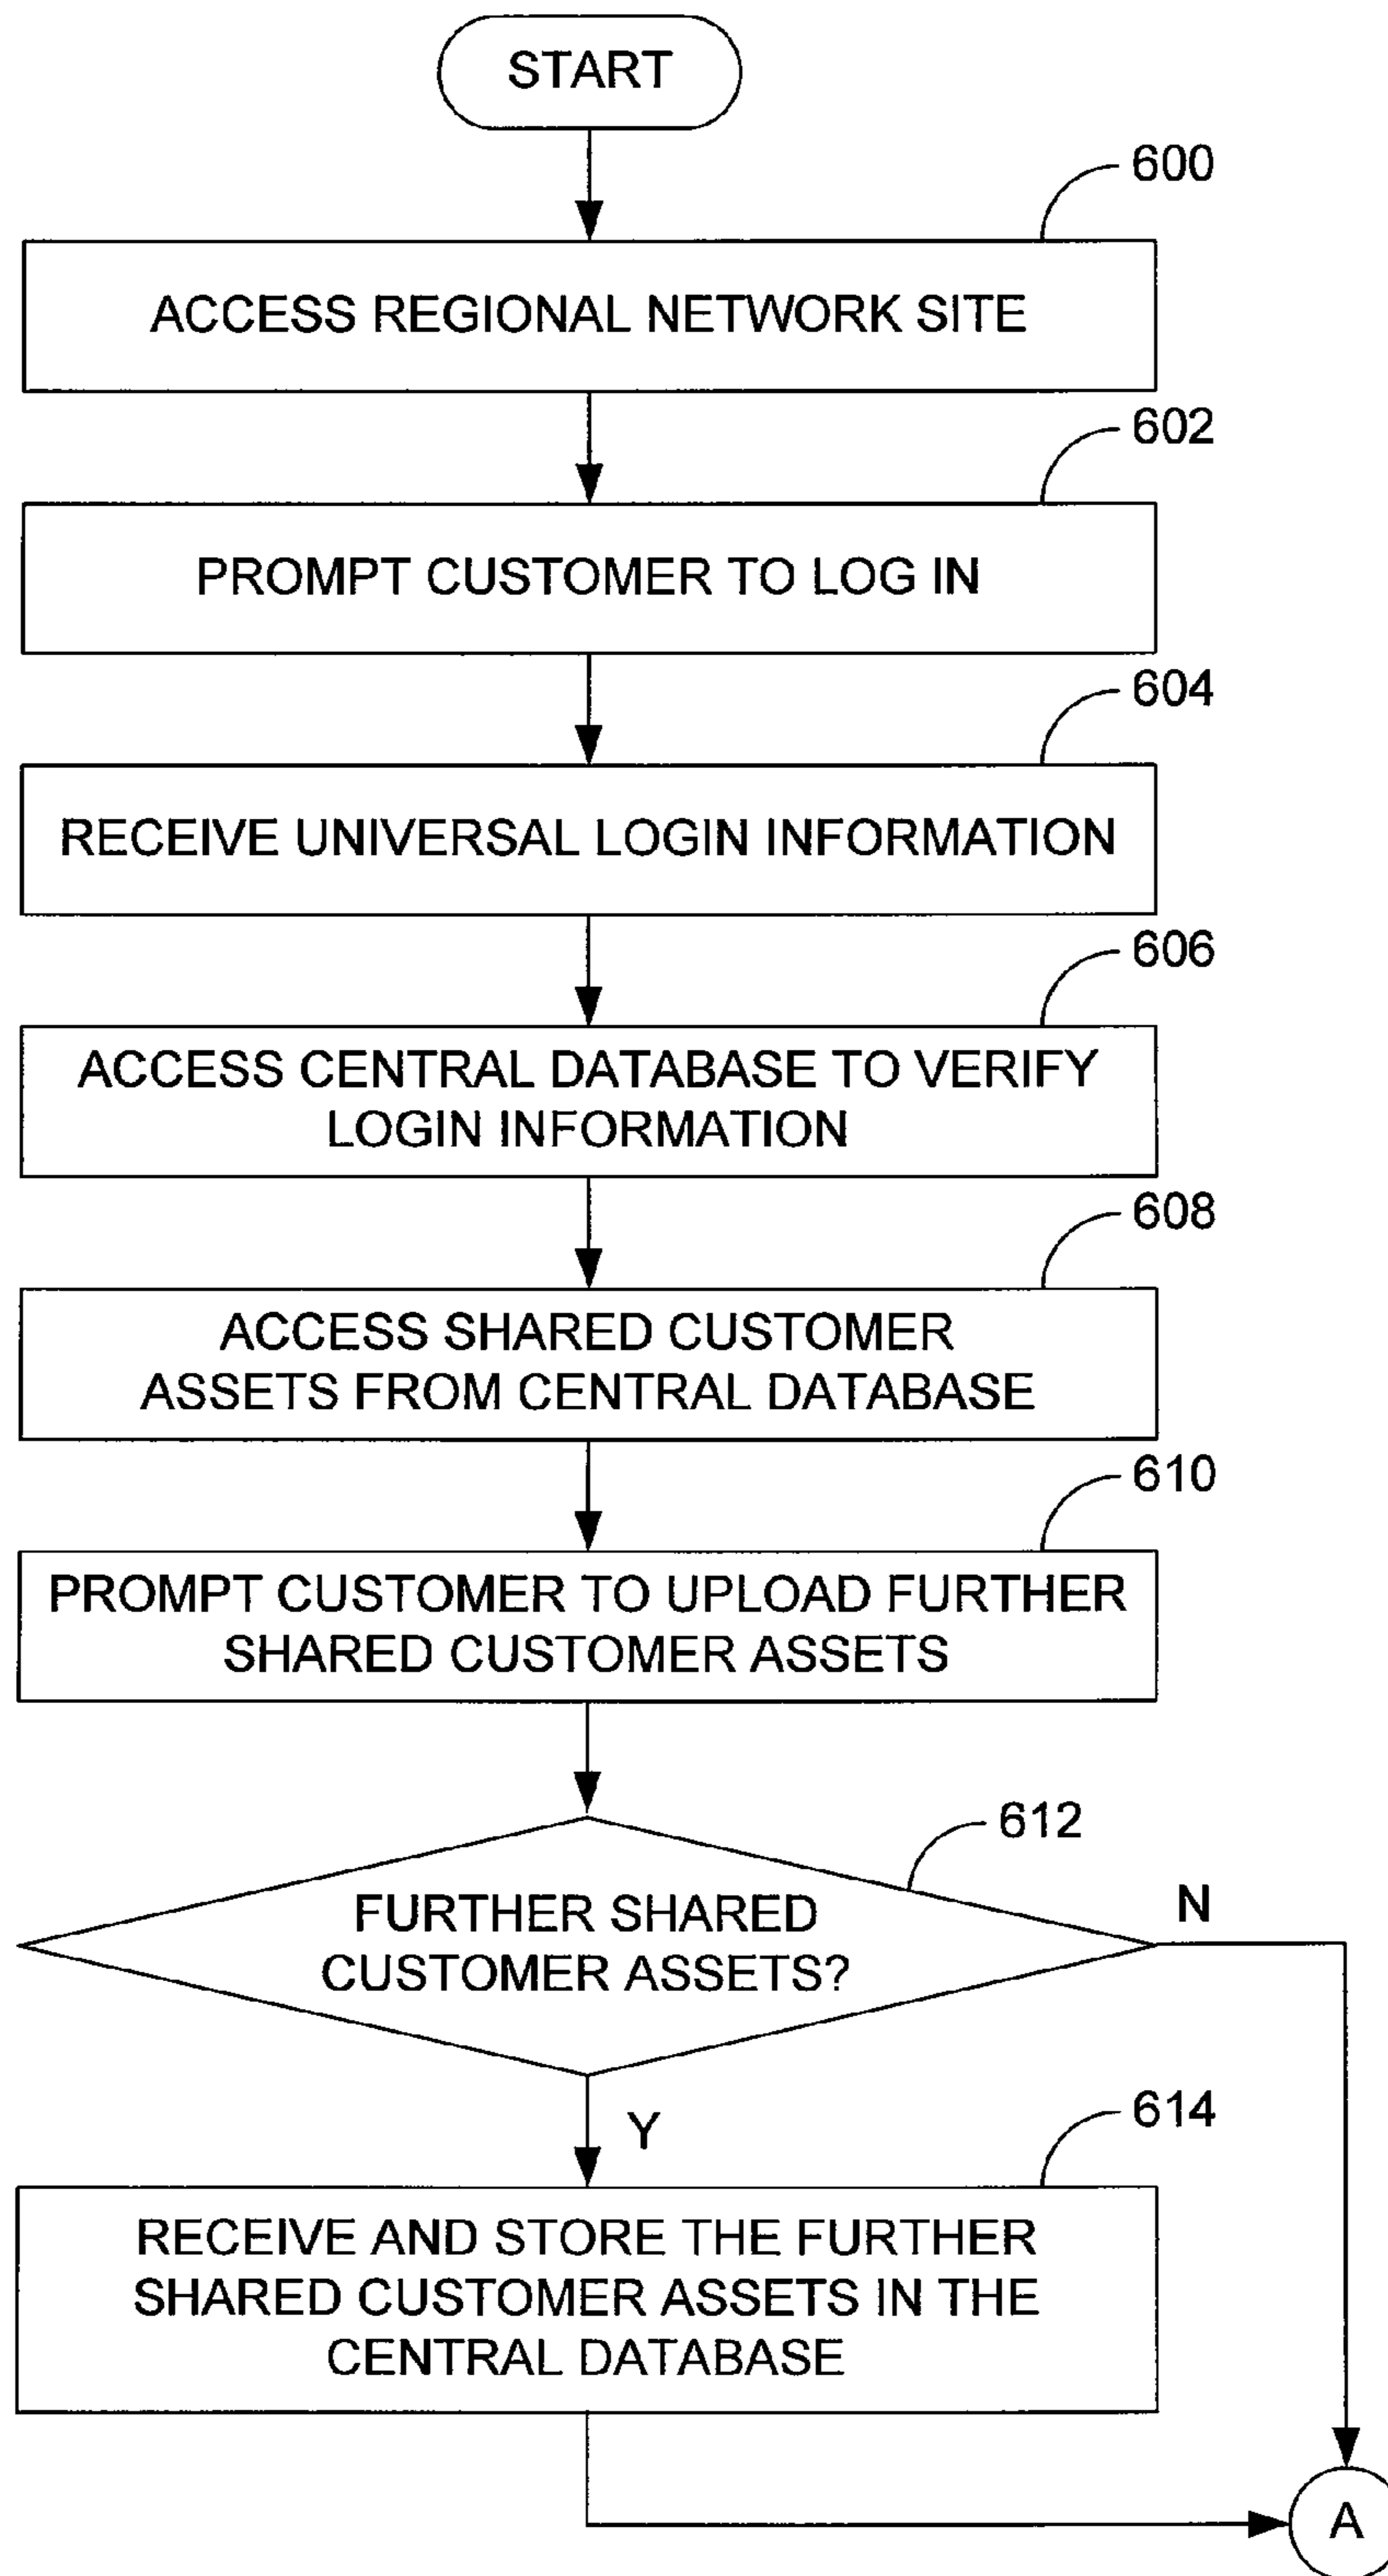 START
600
ACCESS REGIONAL NETWORK SITE
602
PROMPT CUSTOMER TO LOG IN
604
RECEIVE UNIVERSAL LOGIN INFORMATION
606
ACCESS CENTRAL DATABASE TO VERIFY
LOGIN INFORMATION
608
ACCESS SHARED CUSTOMER
ASSETS FROM CENTRAL DATABASE
610
PROMPT CUSTOMER TO UPLOAD FURTHER
SHARED CUSTOMER ASSETS
612
FURTHER SHARED
CUSTOMER ASSETS?
N
Y
614
RECEIVE AND STORE THE FURTHER
SHARED CUSTOMER ASSETS IN THE
CENTRAL DATABASE
A